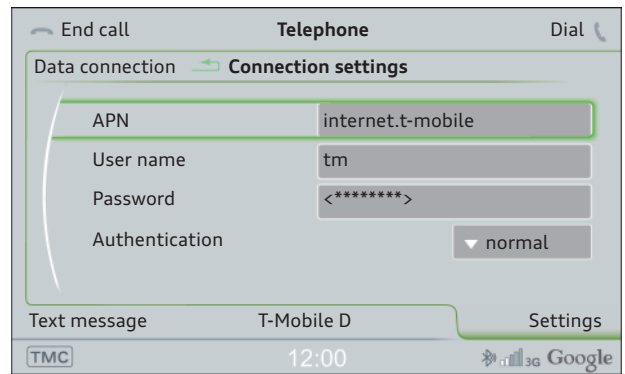 End call Telephone Dial
Data connection Connection settings
APN internet.t-mobile
User name tm
Password <********>
Authentication normal
Text message T-Mobile D Settings
TMC 12:00 3G Google